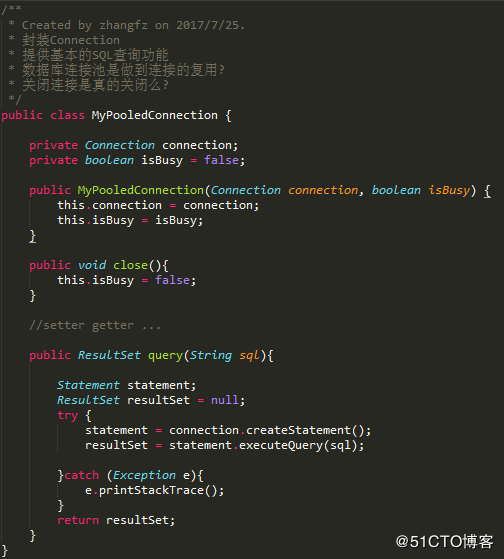 /**
 * Created by zhangfz on 2017/7/25.
 * 封装Connection
 * 提供基本的SQL查询功能
 * 数据库连接池是做到连接的复用?
 * 关闭连接是真的关闭么?
 */
public class MyPooledConnection {
    private Connection connection;
    private boolean isBusy = false;
    public MyPooledConnection(Connection connection, boolean isBusy) {
        this.connection = connection;
        this.isBusy = isBusy;
    }
    public void close(){
        this.isBusy = false;
    }
    //setter getter ...
    public ResultSet query(String sql){
        Statement statement;
        ResultSet resultSet = null;
        try {
            statement = connection.createStatement();
            resultSet = statement.executeQuery(sql);
        }catch (Exception e){
            e.printStackTrace();
        }
        return resultSet;
    }
}
@51CTO博客